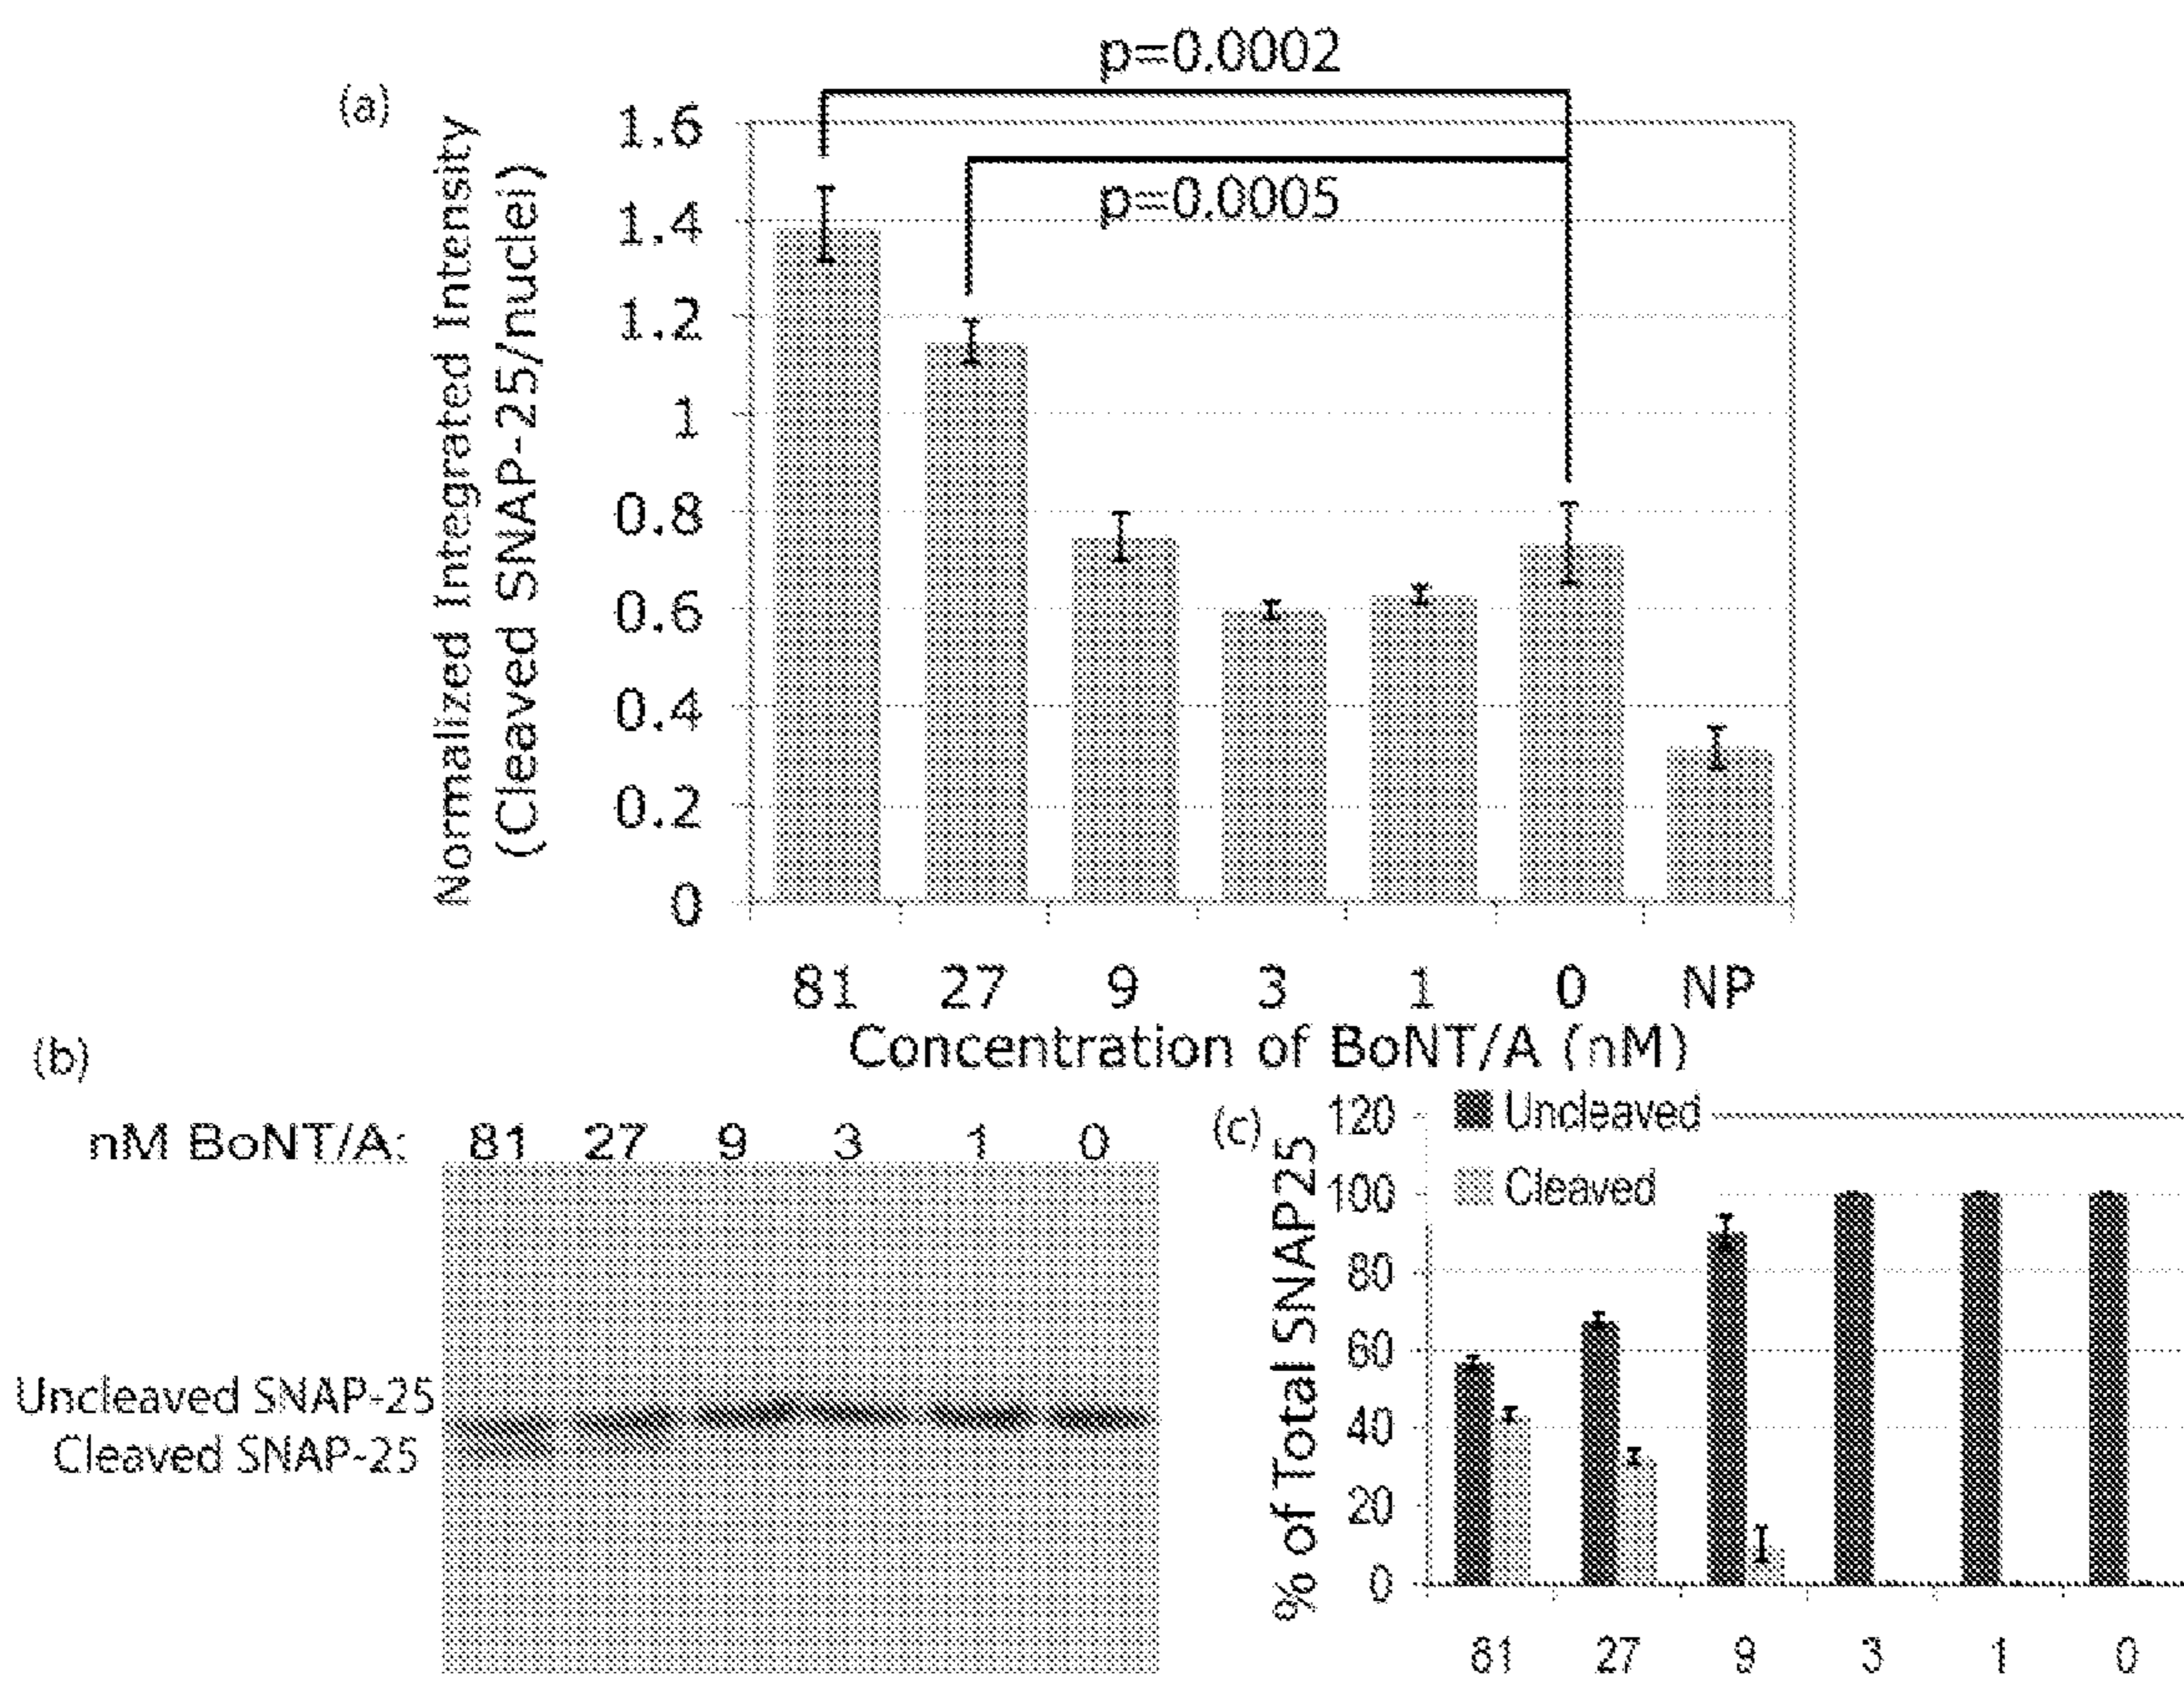 (a)
p=0.0002
p=0.0005
Normalized Integrated Intensity
(Cleaved SNAP-25/nuclei)
1.6
1.4
1.2
1
0.8
0.6
0.4
0.2
0
81 27 9 3 1 0 NP
Concentration of BoNT/A (nM)
(b)
nM BoNT/A: 81 27 9 3 1 0
Uncleaved SNAP-25
Cleaved SNAP-25
(c)
% of Total SNAP25
120
100
80
60
40
20
0
Uncleaved
Cleaved
81 27 9 3 1 0